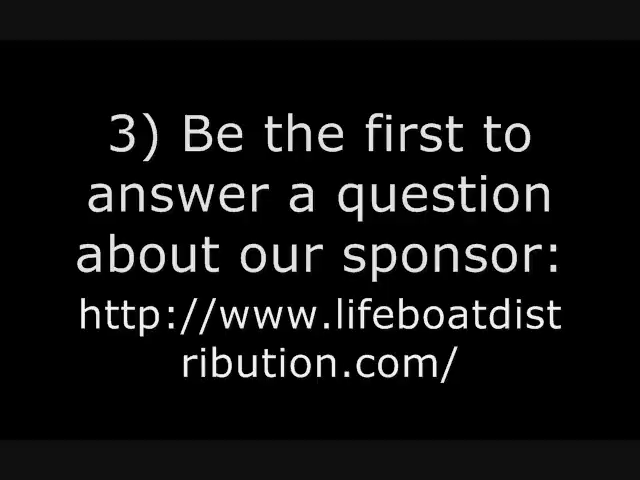 3) Be the first to
answer a question
about our sponsor:
http://www.lifeboatdist
ribution.com/